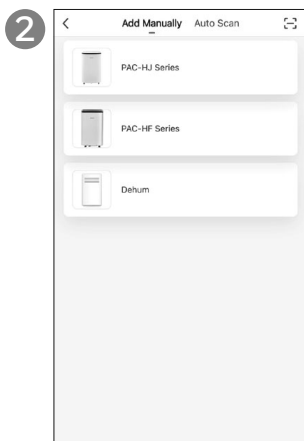 2
Add Manually Auto Scan
PAC-HJ Series
PAC-HF Series
Dehum